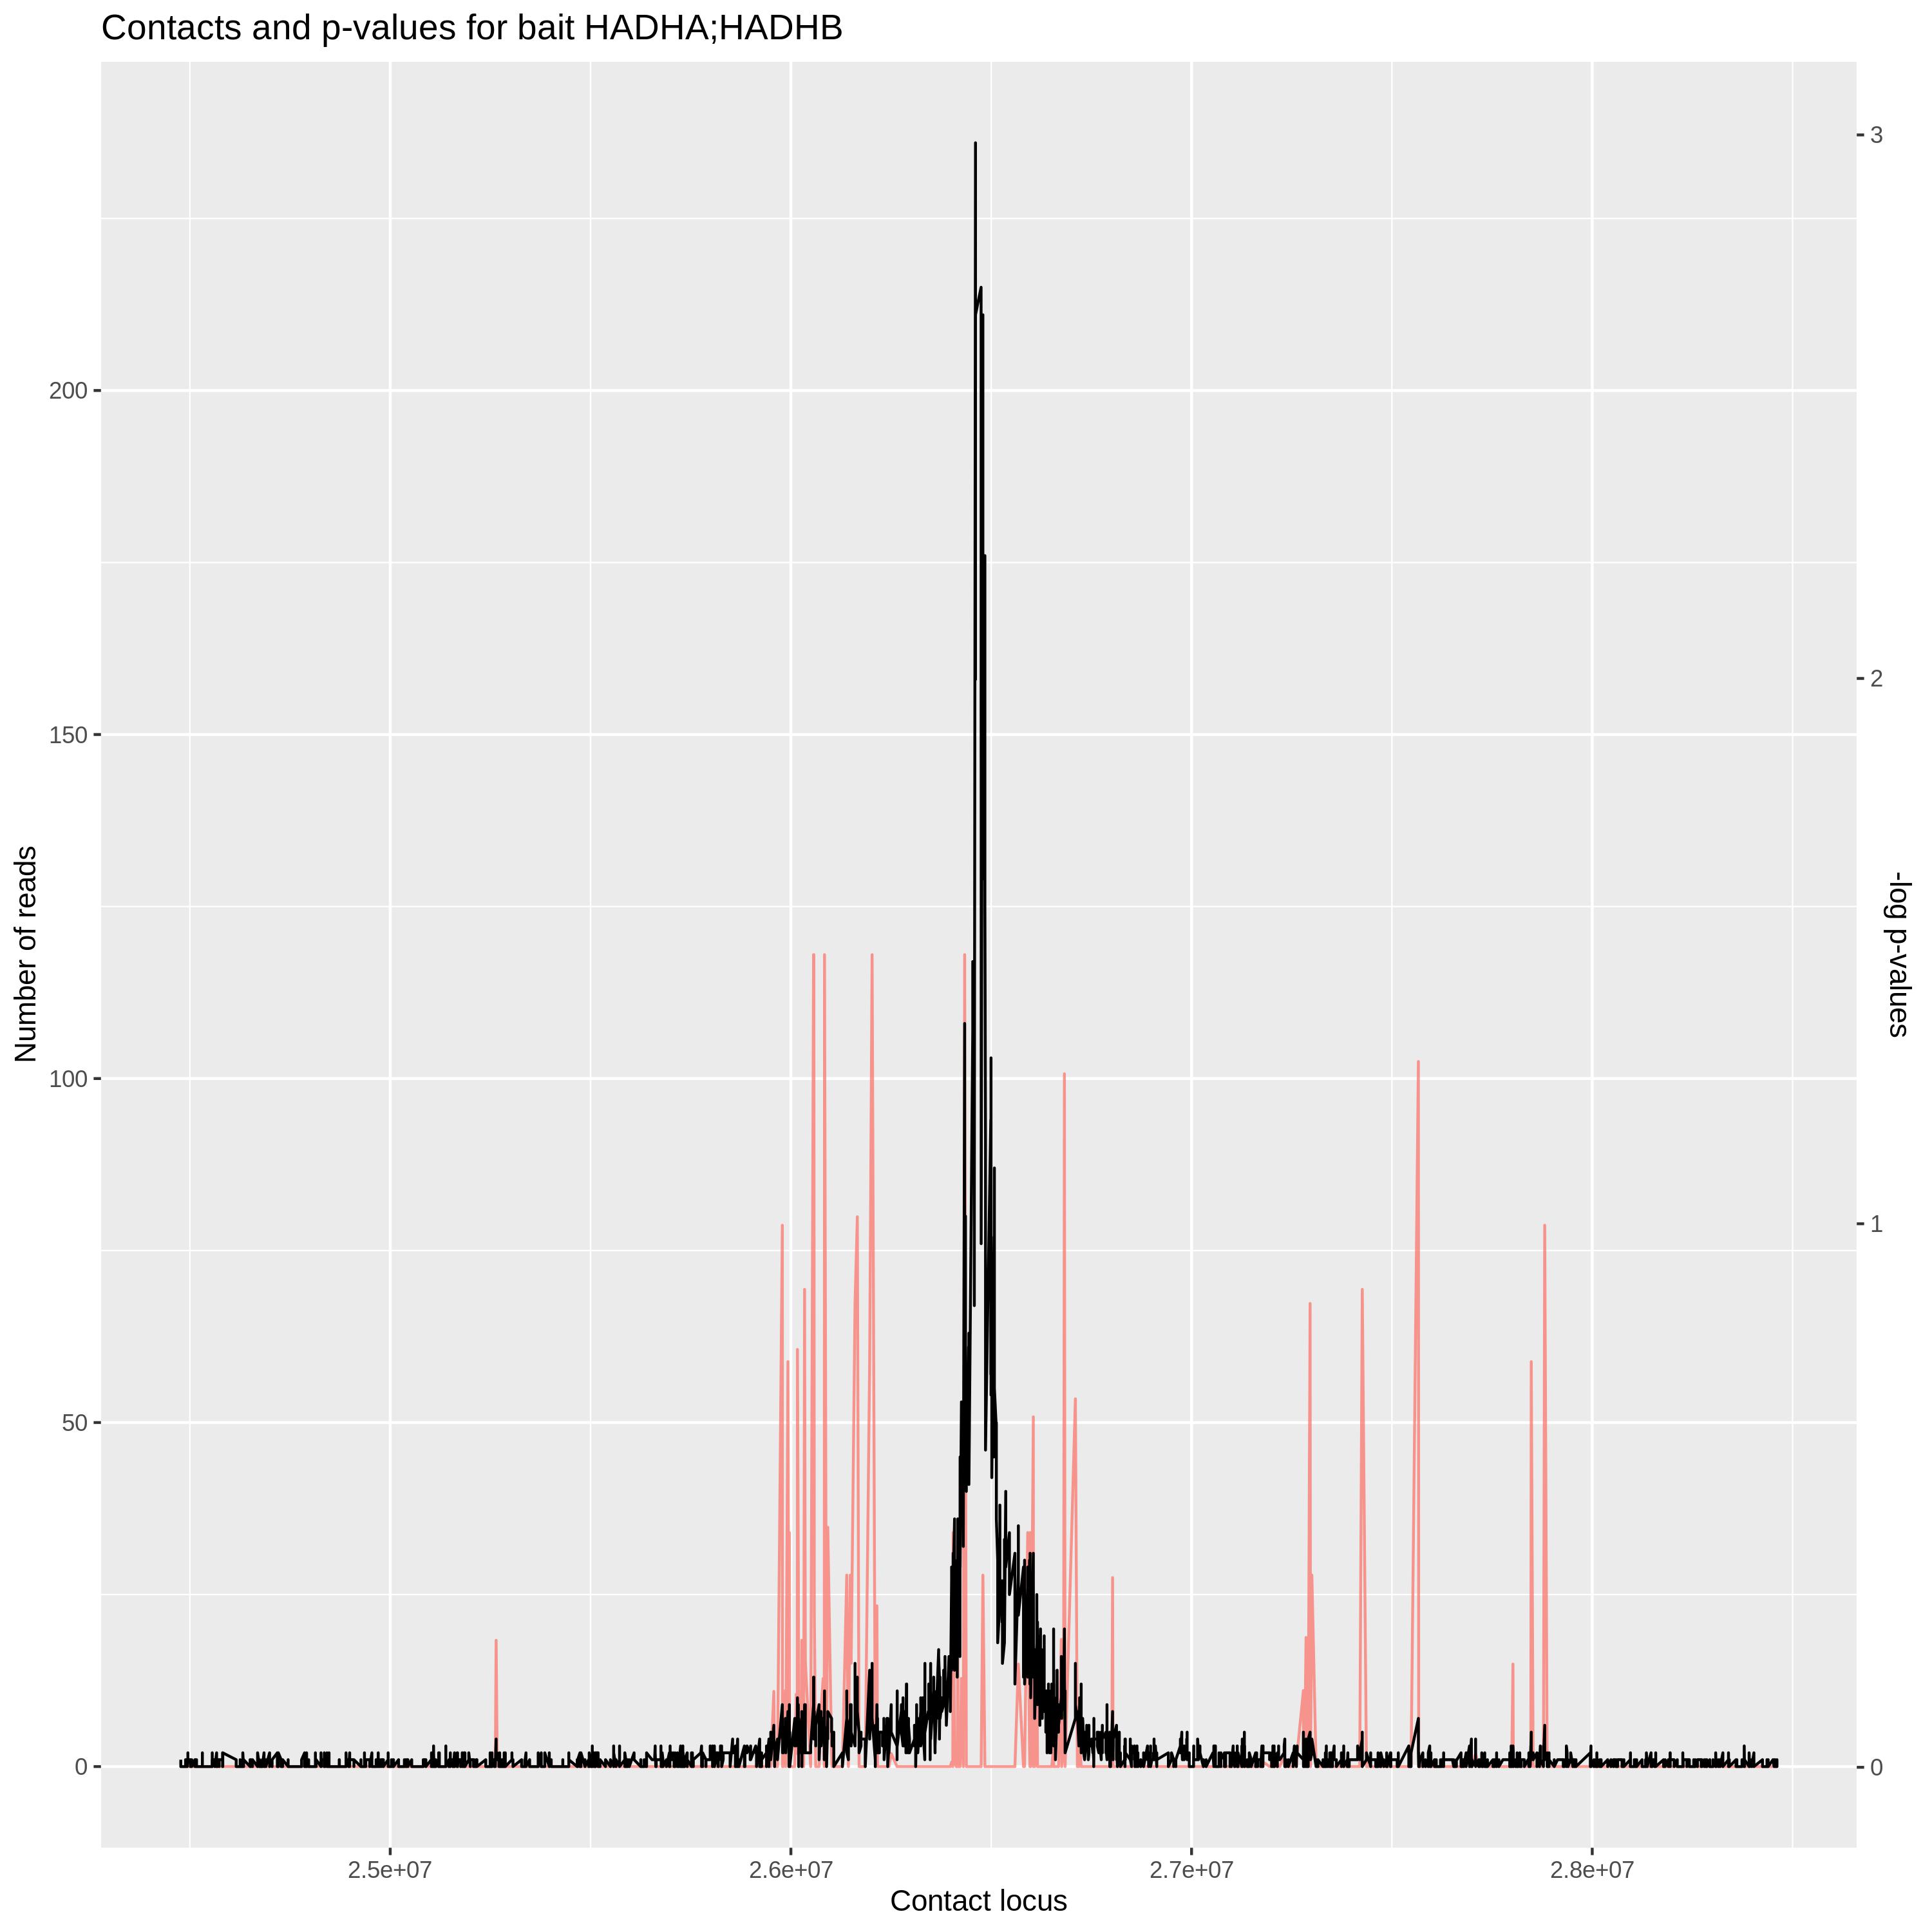 Contacts and p-values for bait HADHA;HADHB
Number of reads
200
150
100
50
0
3
2
1
0
-log p-values
2.5e+07
2.6e+07
2.7e+07
2.8e+07
Contact locus